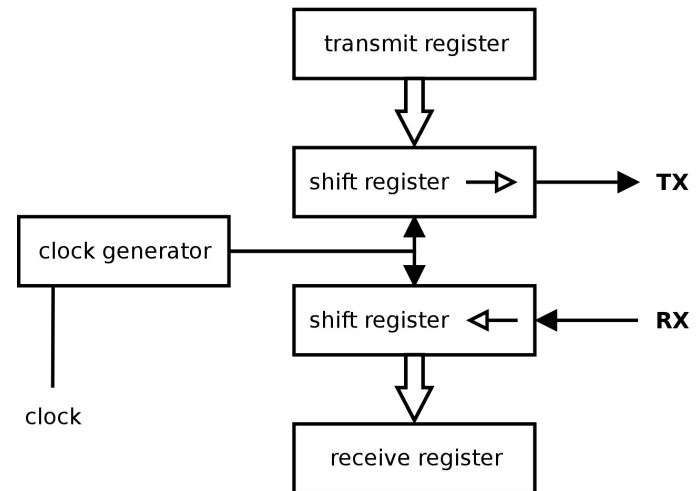 transmit register
shift register
TX
clock generator
shift register
RX
clock
receive register